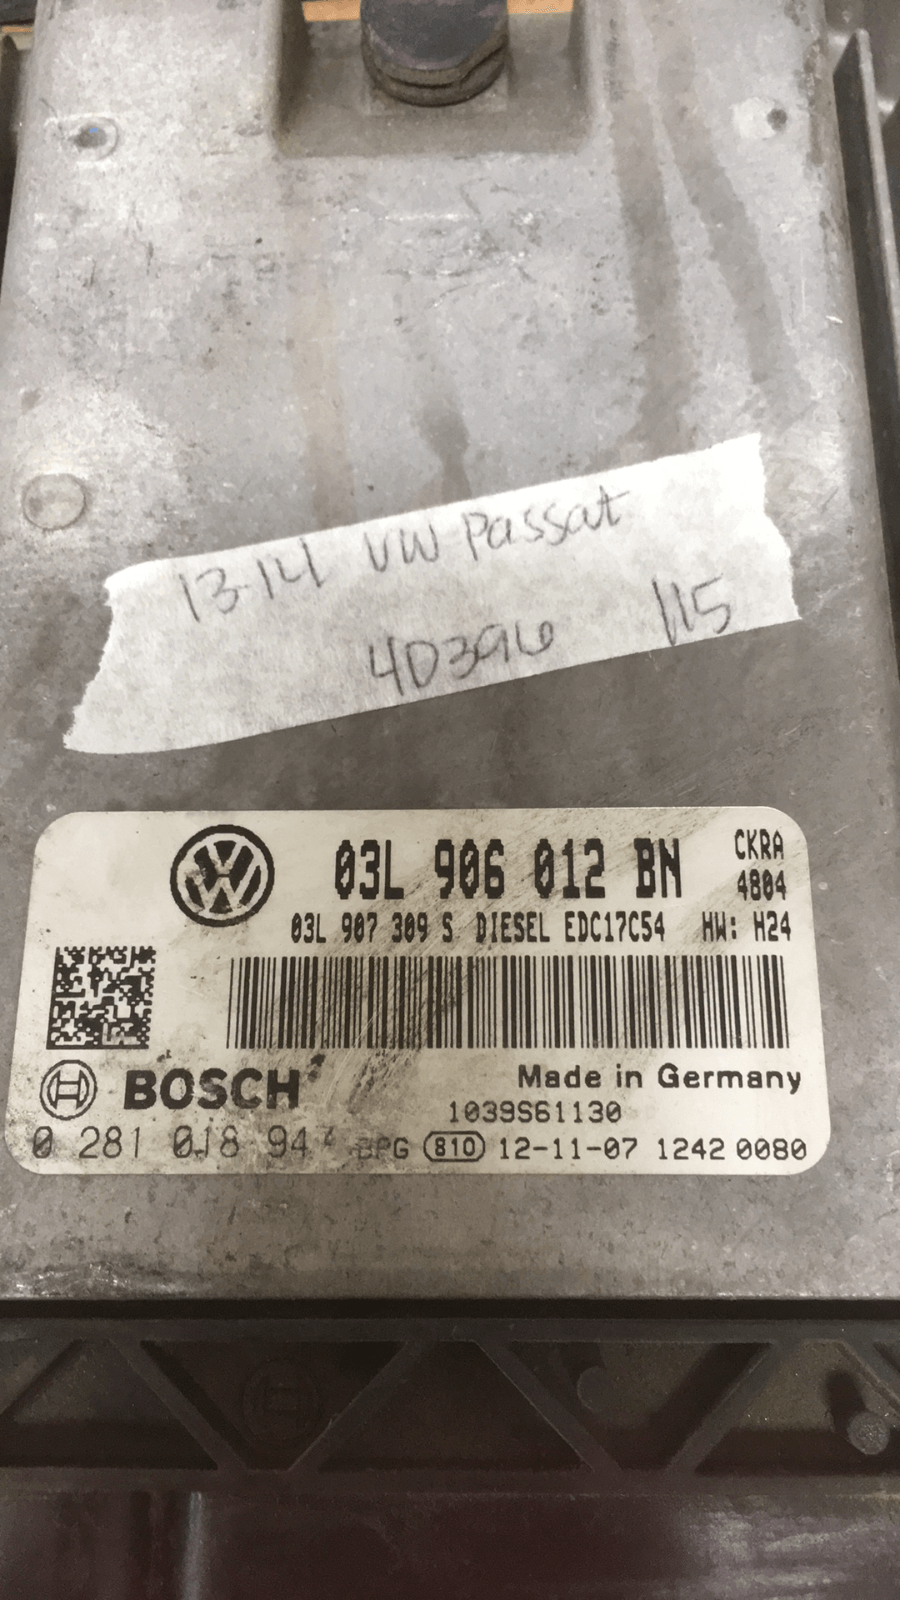 13-14 VW Passat
4D396 115
03L 906 012 BN CKRA
4804
03L 907 309 S DIESEL EDC17C54 HW: H24
BOSCH Made in Germany
1039S61130
0 281 018 94 BPG 810 12-11-07 1242 0080